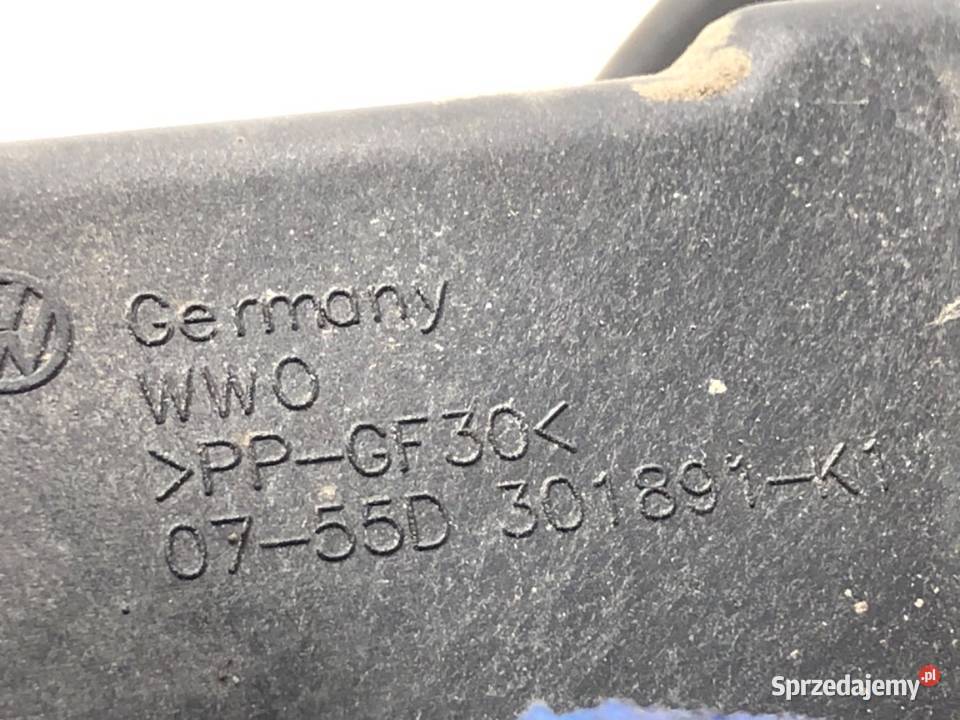 Germany
WWO
>PP-GF30<
07-55D 301891-K1
Sprzedajemy.pl